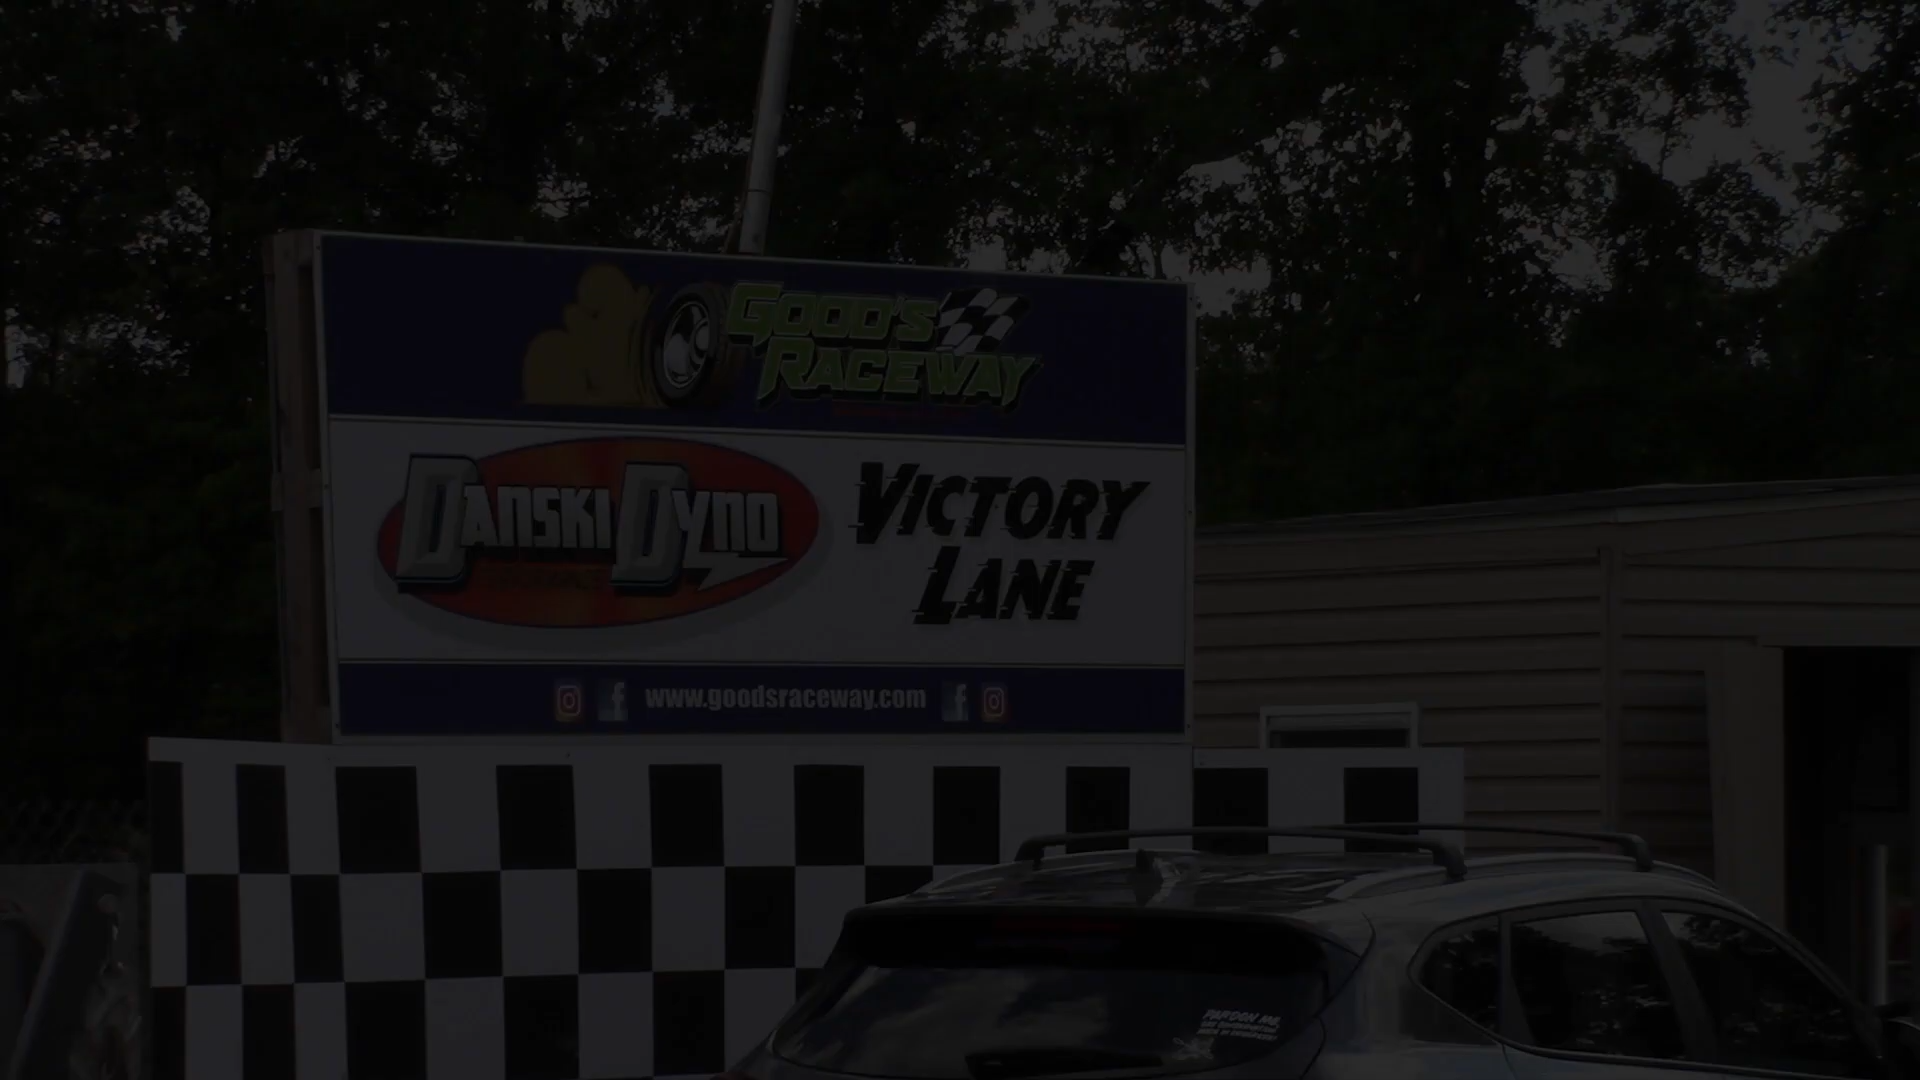 GOOD'S
RACEWAY
DANSKI DYNO
VICTORY
LANE
www.goodsraceway.com
PARDON ME,